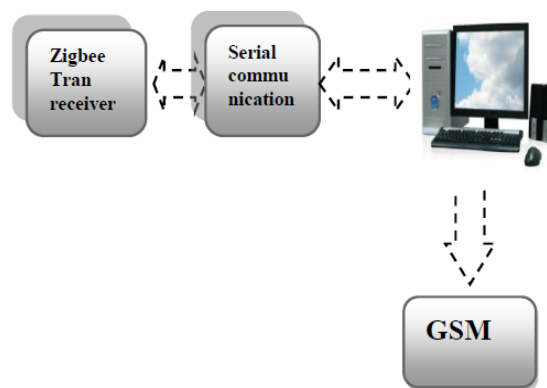 Zigbee
Tran
receiver
Serial
commu
nication
GSM